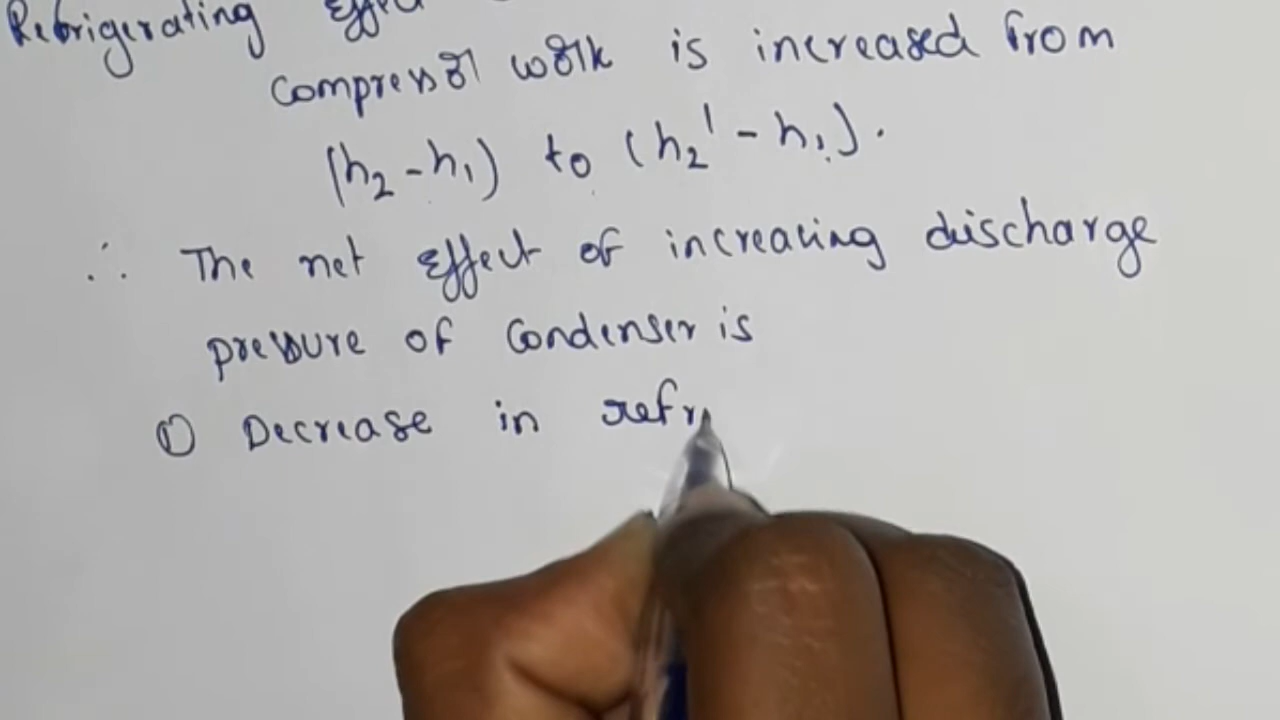 Refrigerating Effect
compressor work is increased from
(h₂ - h₁) to (h₂' - h₁).
∴ The net Effect of increasing discharge
pressure of Condenser is
① Decrease in refr